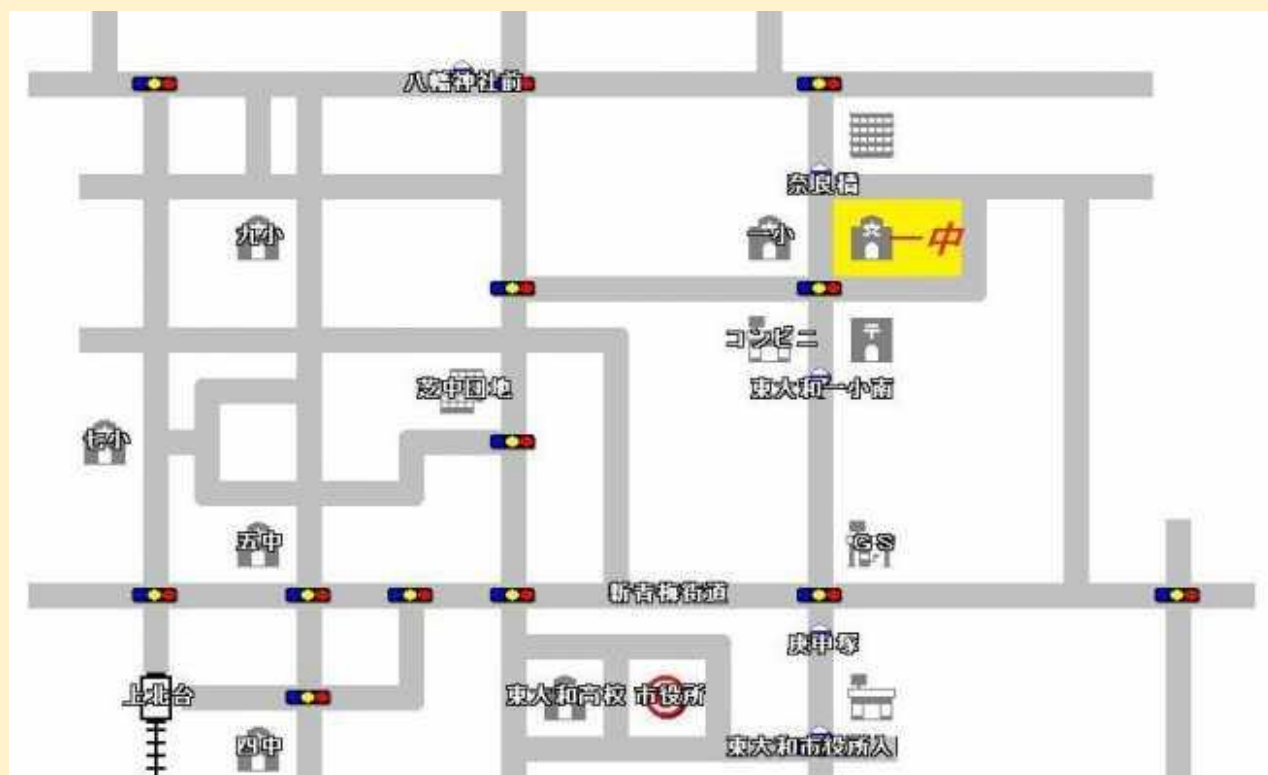 八幡神社前
奈良橋
九小
一小
文
一中
コンビニ
〒
芝中団地
東大和一小南
七小
五中
GS
新青梅街道
庚申塚
上北台
東大和高校
市役所
四中
東大和市役所入